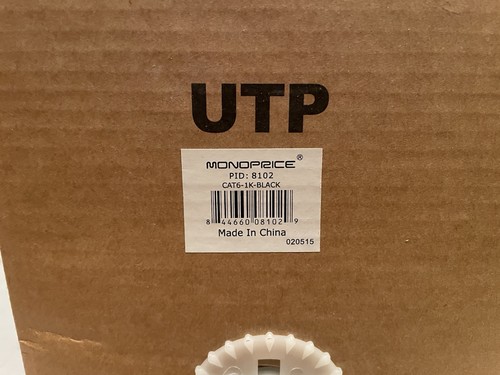 UTP
MONOPRICE®
PID: 8102
CAT6-1K-BLACK
8 44660 08102 9
Made In China
020515